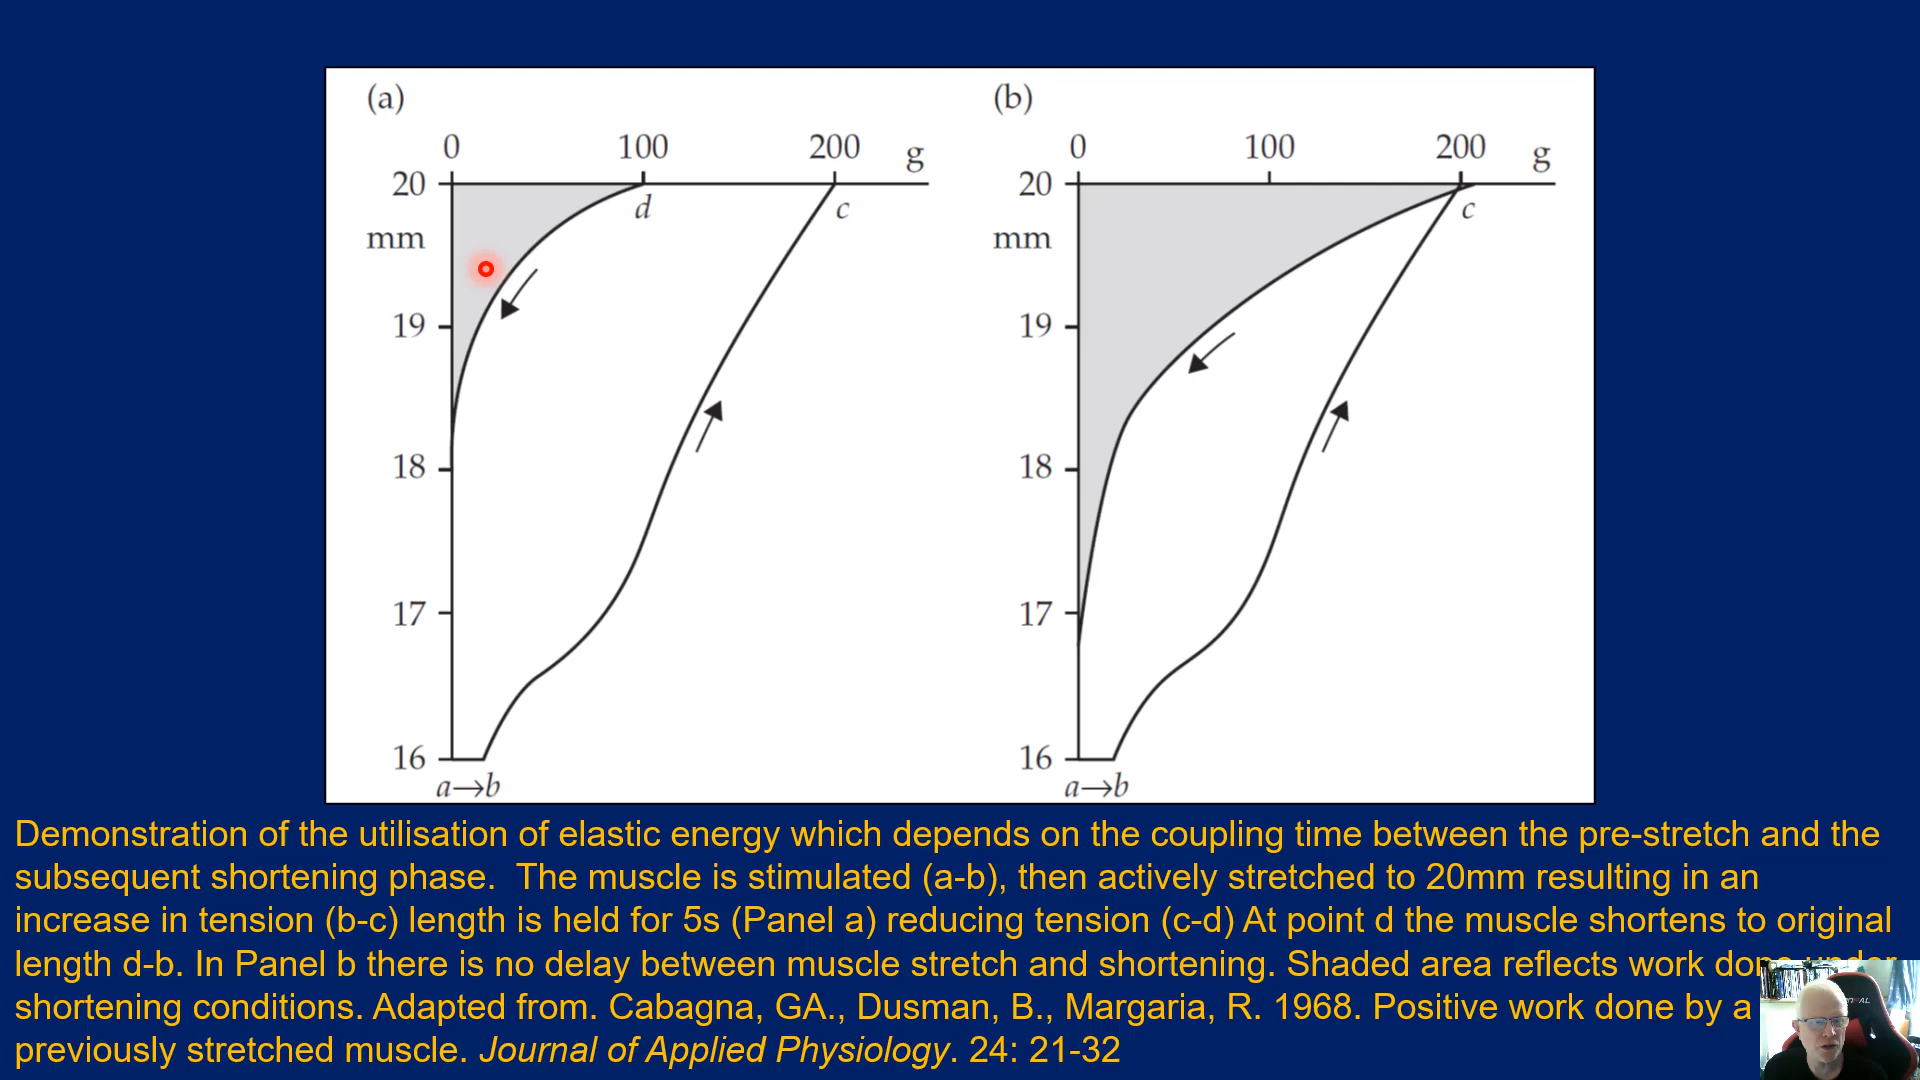 (a)
0 100 200 g
20
d c
mm
19
18
17
16
a→b
(b)
0 100 200 g
20
c
mm
19
18
17
16
a→b
Demonstration of the utilisation of elastic energy which depends on the coupling time between the pre-stretch and the
subsequent shortening phase. The muscle is stimulated (a-b), then actively stretched to 20mm resulting in an
increase in tension (b-c) length is held for 5s (Panel a) reducing tension (c-d) At point d the muscle shortens to original
length d-b. In Panel b there is no delay between muscle stretch and shortening. Shaded area reflects work done under
shortening conditions. Adapted from. Cabagna, GA., Dusman, B., Margaria, R. 1968. Positive work done by a
previously stretched muscle. Journal of Applied Physiology. 24: 21-32